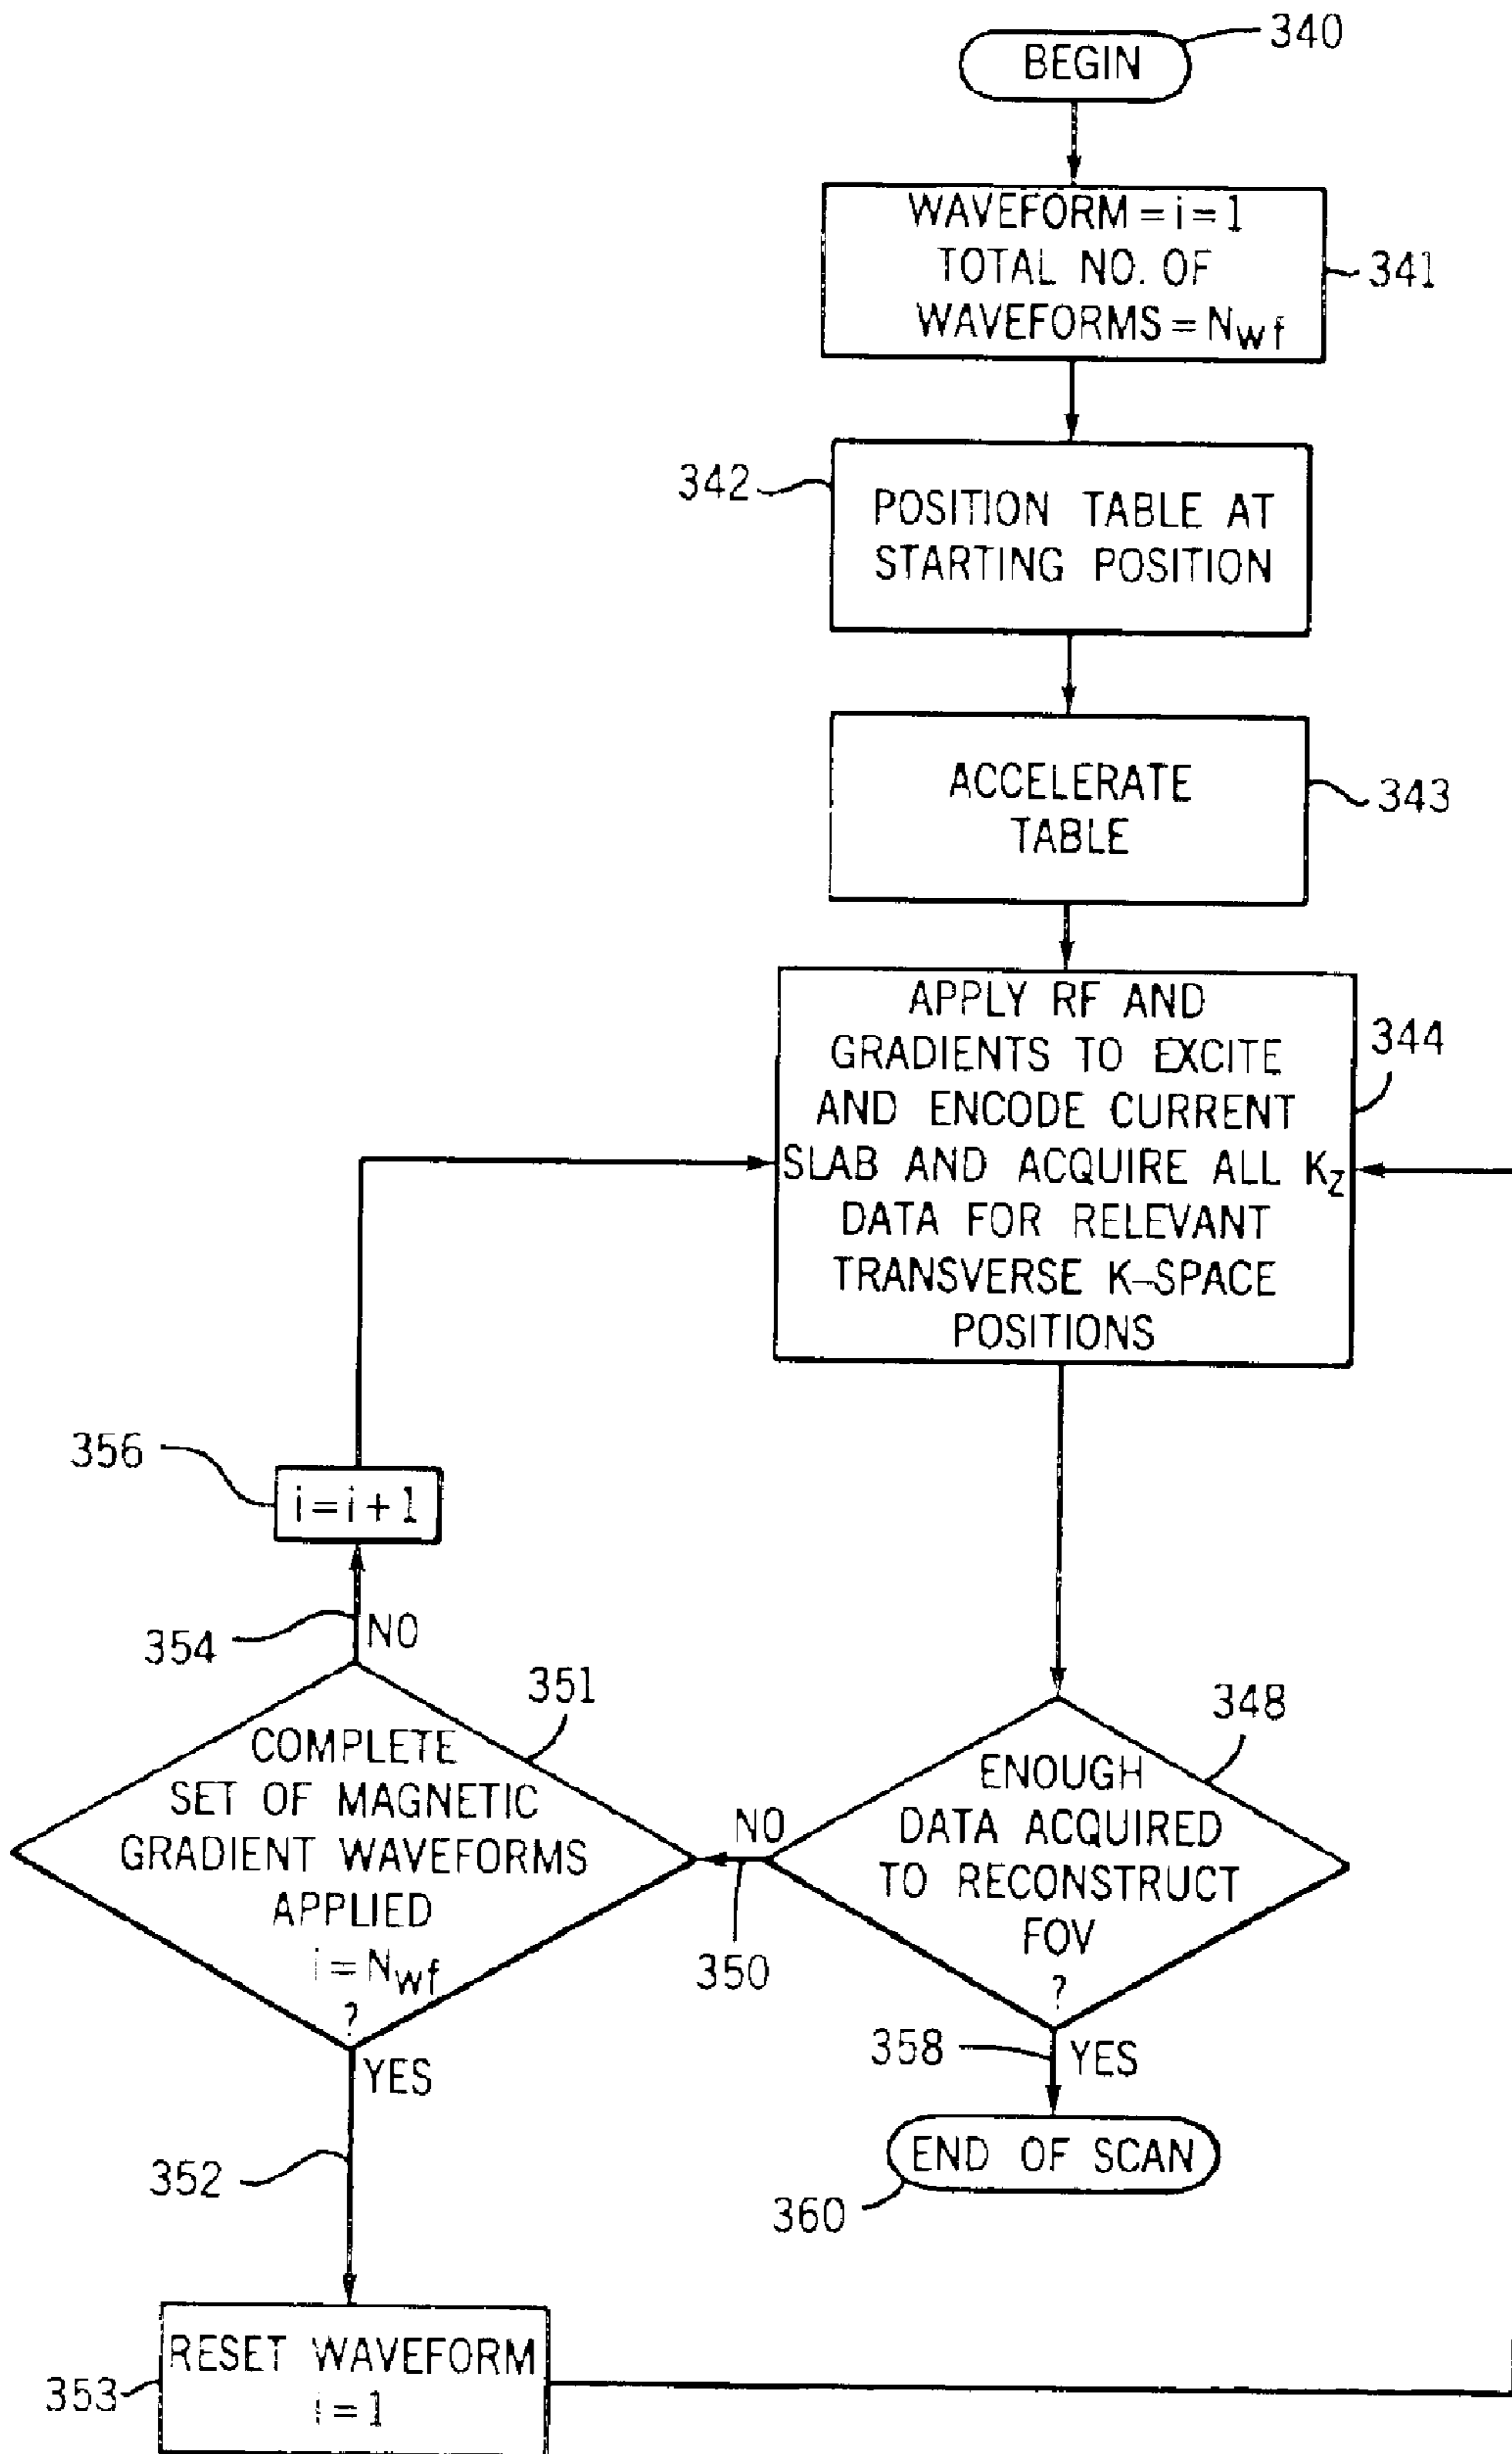 340
BEGIN
WAVEFORM = i = 1
TOTAL NO. OF
WAVEFORMS = Nwf
341
342
POSITION TABLE AT
STARTING POSITION
ACCELERATE
TABLE
343
APPLY RF AND
GRADIENTS TO EXCITE
AND ENCODE CURRENT
SLAB AND ACQUIRE ALL KZ
DATA FOR RELEVANT
TRANSVERSE K-SPACE
POSITIONS
344
356
i = i + 1
354
NO
351
COMPLETE
SET OF MAGNETIC
GRADIENT WAVEFORMS
APPLIED
i = Nwf
?
YES
348
ENOUGH
DATA ACQUIRED
TO RECONSTRUCT
FOV
?
NO
350
358
YES
END OF SCAN
360
352
RESET WAVEFORM
i = 1
353